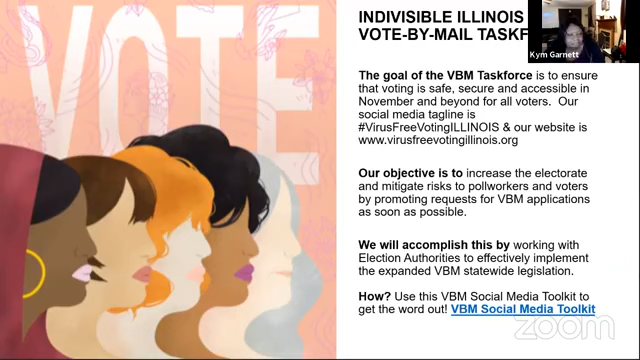 VOTE
INDIVISIBLE ILLINOIS
VOTE-BY-MAIL TASKF
Kym Garnett
The goal of the VBM Taskforce is to ensure
that voting is safe, secure and accessible in
November and beyond for all voters. Our
social media tagline is
#VirusFreeVotingILLINOIS & our website is
www.virusfreevotingillinois.org
Our objective is to increase the electorate
and mitigate risks to pollworkers and voters
by promoting requests for VBM applications
as soon as possible.
We will accomplish this by working with
Election Authorities to effectively implement
the expanded VBM statewide legislation.
How? Use this VBM Social Media Toolkit to
get the word out! VBM Social Media Toolkit
zoom